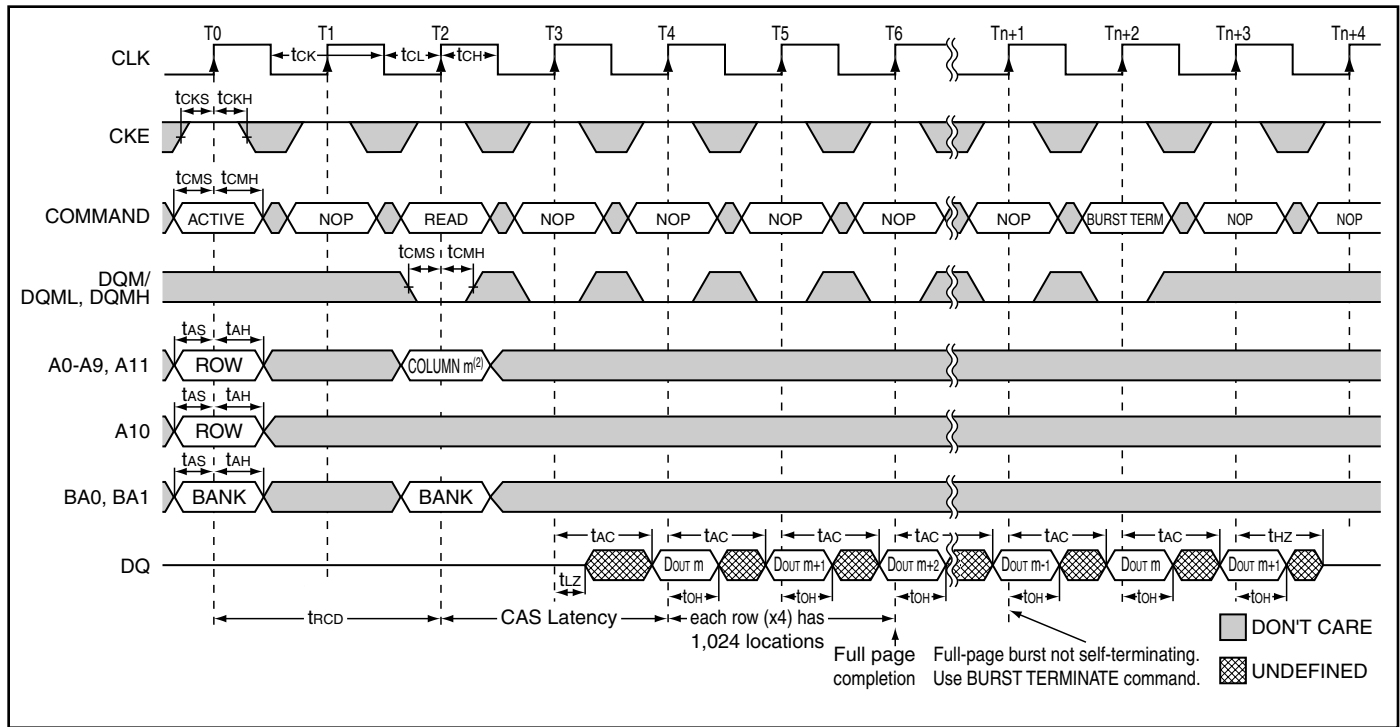 T0 T1 T2 T3 T4 T5 T6 Tn+1 Tn+2 Tn+3 Tn+4
CLK
tCK tCL tCH
tCKS tCKH
CKE
tCMS tCMH
COMMAND
ACTIVE NOP READ NOP NOP NOP NOP NOP BURST TERM NOP NOP
tCMS tCMH
DQM/
DQML, DQMH
tAS tAH
A0-A9, A11
ROW COLUMN m(2)
tAS tAH
A10
ROW
tAS tAH
BA0, BA1
BANK BANK
tAC tAC tAC tAC tAC tAC tHZ
DQ
DOUT m DOUT m+1 DOUT m+2 DOUT m-1 DOUT m DOUT m+1
tLZ
tOH tOH tOH tOH tOH tOH
tRCD CAS Latency each row (x4) has
1,024 locations
Full page
completion
Full-page burst not self-terminating.
Use BURST TERMINATE command.
DON'T CARE
UNDEFINED